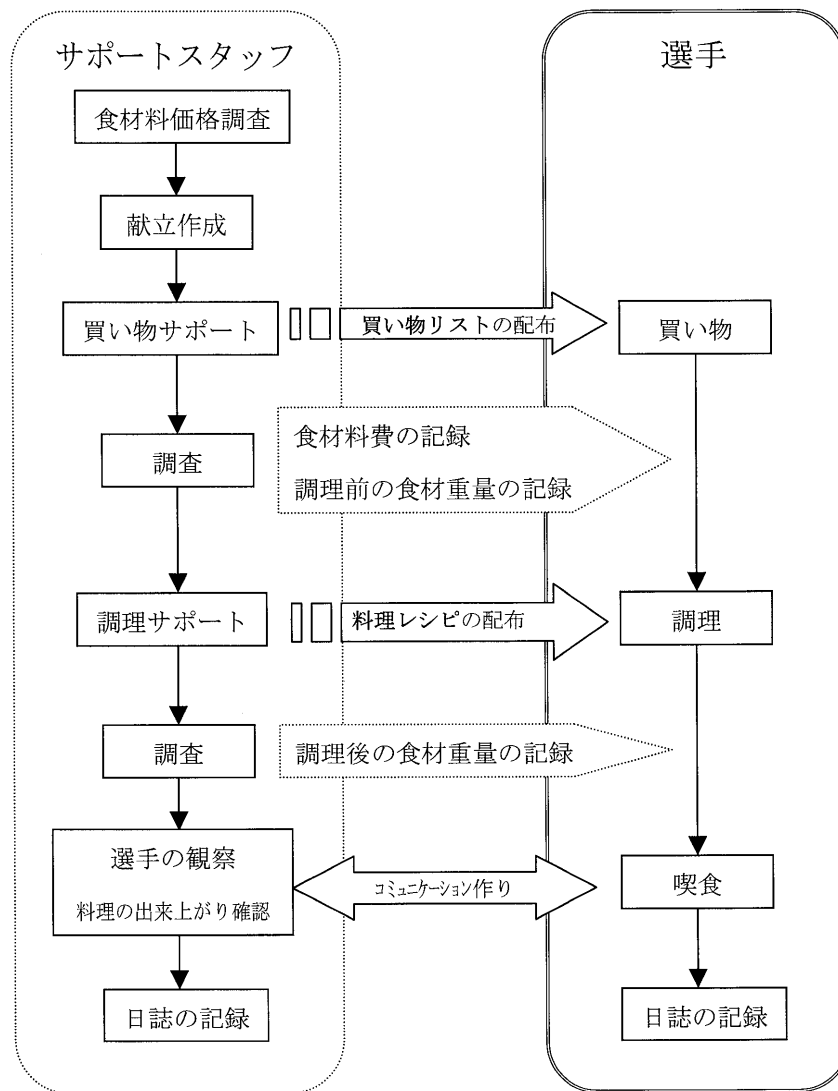 サポートスタッフ
選手
食材料価格調査
献立作成
買い物サポート
買い物リストの配布
買い物
食材料費の記録
調理前の食材重量の記録
調査
調理サポート
料理レシピの配布
調理
調査
調理後の食材重量の記録
選手の観察
料理の出来上がり確認
コミュニケーション作り
喫食
日誌の記録
日誌の記録